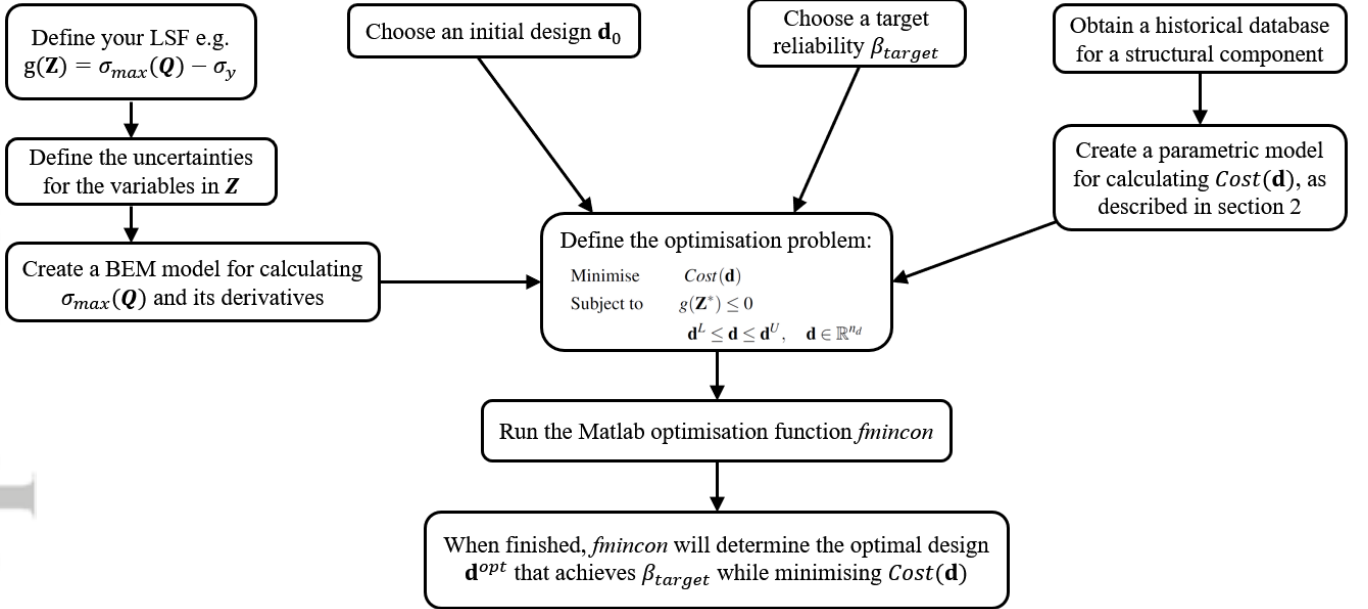 Define your LSF e.g.
g(𝐙) = σ_max(𝑸) − σ_y
Define the uncertainties
for the variables in 𝒁
Create a BEM model for calculating
σ_max(𝑸) and its derivatives
Choose an initial design 𝐝₀
Choose a target
reliability β_target
Obtain a historical database
for a structural component
Create a parametric model
for calculating Cost(𝐝), as
described in section 2
Define the optimisation problem:
Minimise Cost(𝐝)
Subject to g(𝐙*) ≤ 0
𝐝^L ≤ 𝐝 ≤ 𝐝^U, 𝐝 ∈ ℝ^{n_d}
Run the Matlab optimisation function fmincon
When finished, fmincon will determine the optimal design
𝐝^opt that achieves β_target while minimising Cost(𝐝)